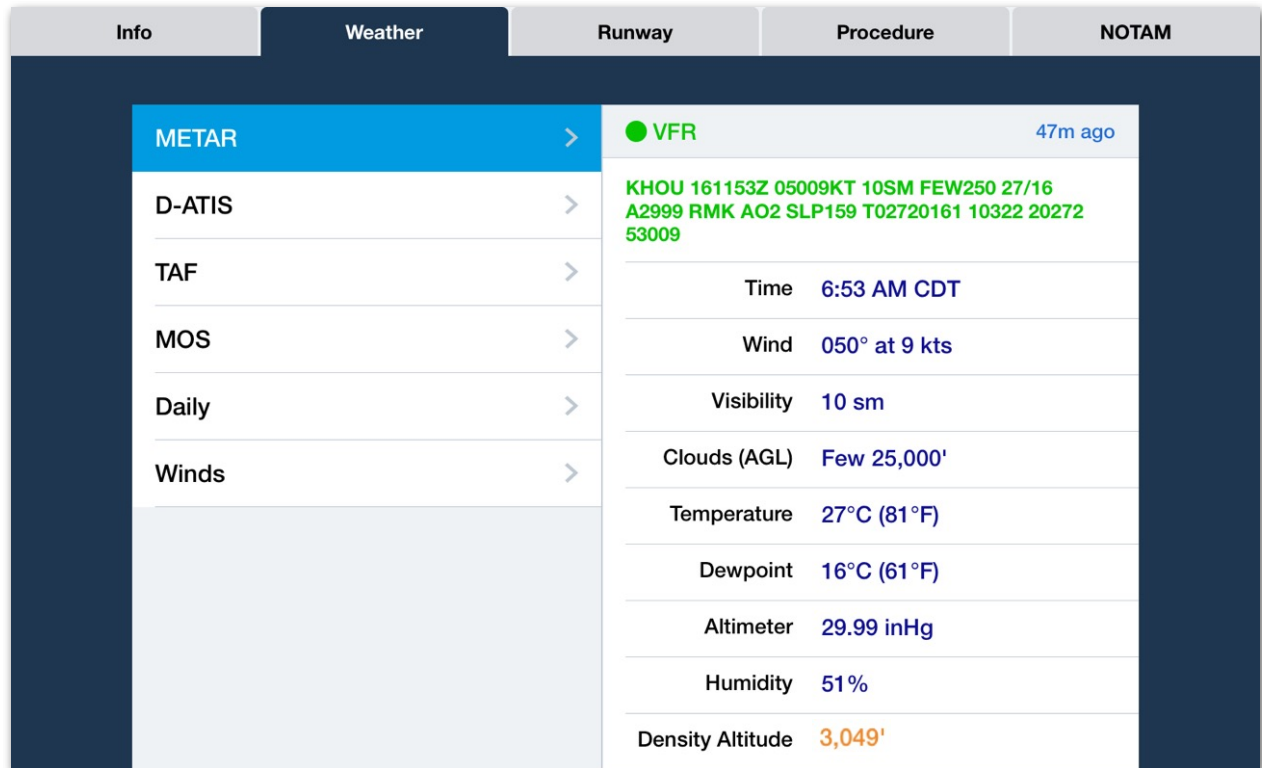 Info Weather Runway Procedure NOTAM
METAR
D-ATIS
TAF
MOS
Daily
Winds
VFR 47m ago
KHOU 161153Z 05009KT 10SM FEW250 27/16
A2999 RMK AO2 SLP159 T02720161 10322 20272
53009
Time 6:53 AM CDT
Wind 050° at 9 kts
Visibility 10 sm
Clouds (AGL) Few 25,000'
Temperature 27°C (81°F)
Dewpoint 16°C (61°F)
Altimeter 29.99 inHg
Humidity 51%
Density Altitude 3,049'